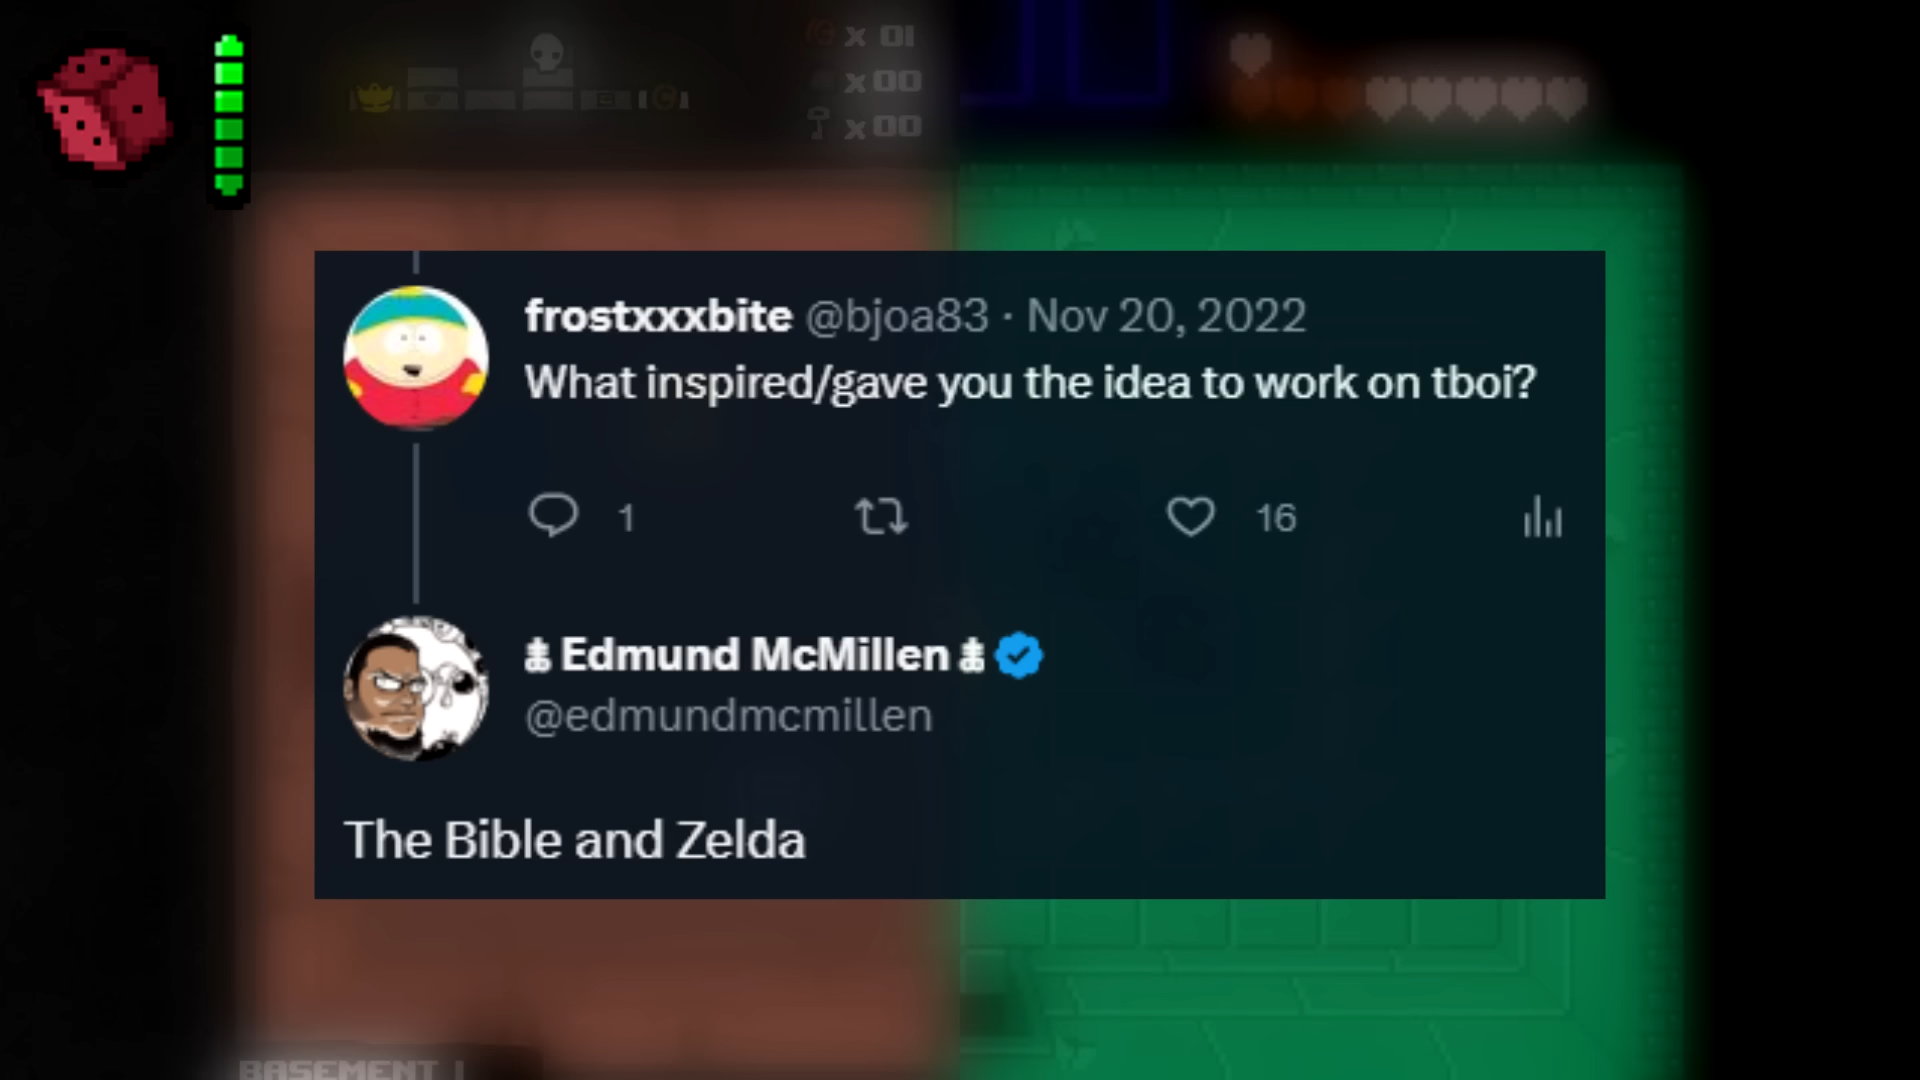 x 01
x 00
x 00
frostxxxbite @bjoa83 · Nov 20, 2022
What inspired/gave you the idea to work on tboi?
1 16
Edmund McMillen
@edmundmcmillen
The Bible and Zelda
BASEMENT I